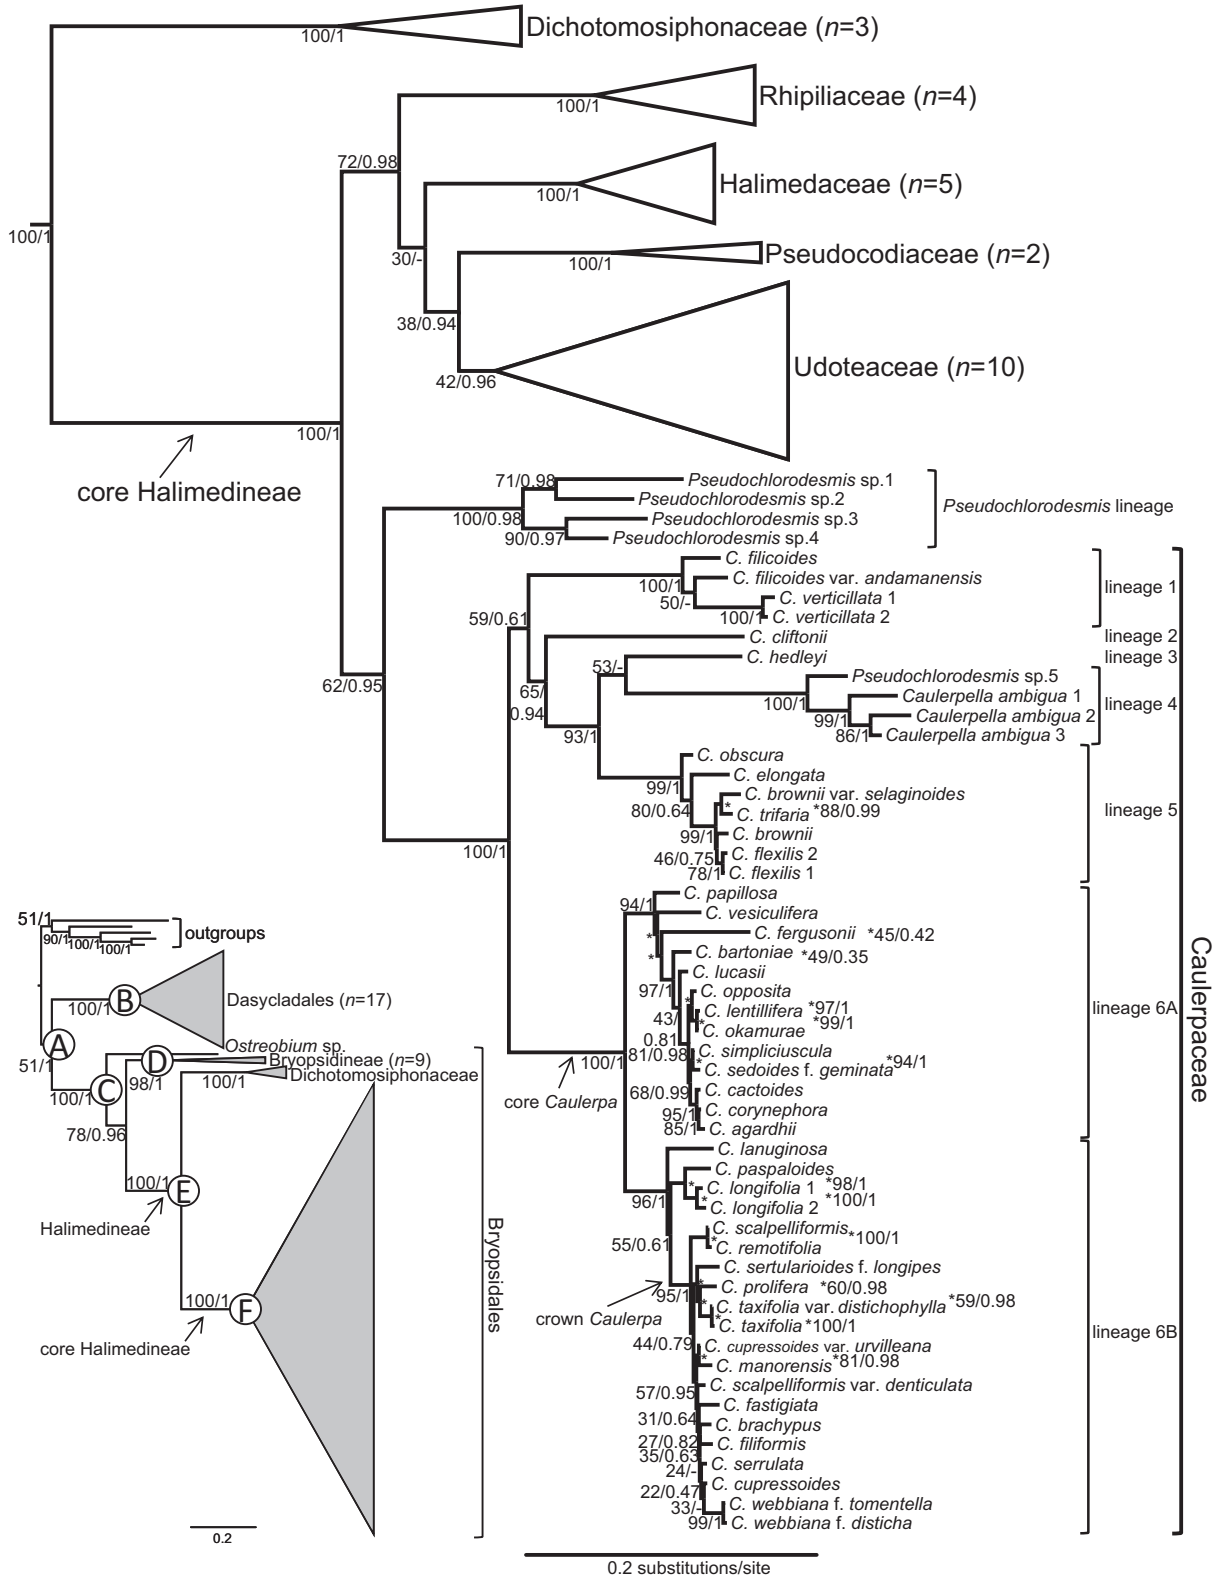 Dichotomosiphonaceae (n=3)
100/1
Rhipiliaceae (n=4)
100/1
72/0.98
Halimedaceae (n=5)
100/1
100/1
30/-
Pseudocodiaceae (n=2)
100/1
38/0.94
Udoteaceae (n=10)
42/0.96
100/1
core Halimedineae
71/0.98
Pseudochlorodesmis sp.1
Pseudochlorodesmis sp.2
Pseudochlorodesmis lineage
100/0.98
Pseudochlorodesmis sp.3
90/0.97
Pseudochlorodesmis sp.4
C. filicoides
100/1
C. filicoides var. andamanensis
lineage 1
50/-
C. verticillata 1
100/1
C. verticillata 2
59/0.61
C. cliftonii
lineage 2
C. hedleyi
lineage 3
53/-
62/0.95
Pseudochlorodesmis sp.5
65/
0.94
100/1
Caulerpella ambigua 1
lineage 4
99/1
Caulerpella ambigua 2
93/1
86/1
Caulerpella ambigua 3
C. obscura
99/1
C. elongata
C. brownii var. selaginoides
80/0.64
*
C. trifaria *88/0.99
lineage 5
99/1
C. brownii
100/1
46/0.75
C. flexilis 2
78/1
C. flexilis 1
C. papillosa
94/1
C. vesiculifera
*
C. fergusonii *45/0.42
*
C. bartoniae *49/0.35
C. lucasii
97/1
C. opposita
*
43/
0.81
C. lentillifera *97/1
lineage 6A
*
C. okamurae *99/1
81/0.98
C. simpliciuscula
*
C. sedoides f. geminata *94/1
100/1
68/0.99
C. cactoides
core Caulerpa
95/1
C. corynephora
85/1
C. agardhii
Caulerpaceae
C. lanuginosa
C. paspaloides
*
C. longifolia 1 *98/1
96/1
*
C. longifolia 2 *100/1
C. scalpelliformis *100/1
55/0.61
*
C. remotifolia
C. sertularioides f. longipes
*
C. prolifera *60/0.98
95/1
*
C. taxifolia var. distichophylla *59/0.98
crown Caulerpa
*
C. taxifolia *100/1
lineage 6B
44/0.79
C. cupressoides var. urvilleana
*
C. manorensis *81/0.98
57/0.95
C. scalpelliformis var. denticulata
C. fastigiata
31/0.64
C. brachypus
27/0.82
C. filiformis
35/0.63
C. serrulata
24/-
C. cupressoides
22/0.47
33/-
C. webbiana f. tomentella
99/1
C. webbiana f. disticha
0.2 substitutions/site
51/1
outgroups
90/1
100/1
100/1
B
Dasycladales (n=17)
100/1
A
Ostreobium sp.
D
Bryopsidineae (n=9)
51/1
98/1
Dichotomosiphonaceae
C
100/1
100/1
78/0.96
100/1
E
Halimedineae
Bryopsidales
100/1
F
core Halimedineae
0.2